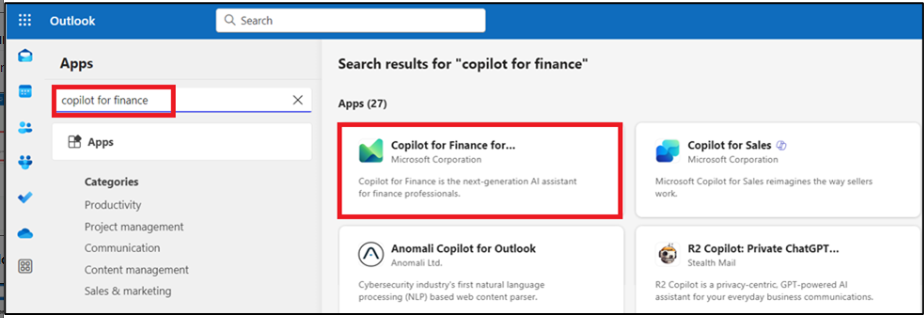 Outlook
Search
Apps
copilot for finance
Apps
Categories
Productivity
Project management
Communication
Content management
Sales & marketing
Search results for "copilot for finance"
Apps (27)
Copilot for Finance for...
Microsoft Corporation
Copilot for Finance is the next-generation AI assistant
for finance professionals.
Copilot for Sales
Microsoft Corporation
Microsoft Copilot for Sales reimagines the way sellers
work.
Anomali Copilot for Outlook
Anomali Ltd.
Cybersecurity industry's first natural language
processing (NLP) based web content parser.
R2 Copilot: Private ChatGPT...
Stealth Mail
R2 Copilot is a privacy-centric, GPT-powered AI
assistant for your everyday business communications.